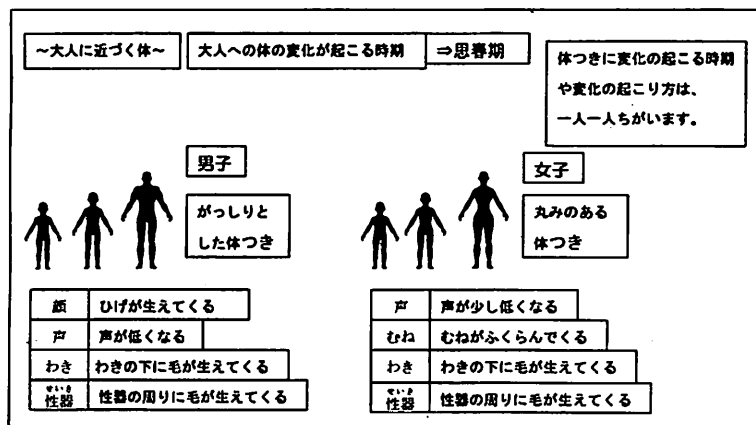 ～大人に近づく体～
大人への体の変化が起こる時期
⇒思春期
体つきに変化の起こる時期
や変化の起こり方は、
一人一人ちがいます。
男子
がっしりと
した体つき
女子
丸みのある
体つき
顔 ひげが生えてくる
声 声が低くなる
わき わきの下に毛が生えてくる
せいき
性器 性器の周りに毛が生えてくる
声 声が少し低くなる
むね むねがふくらんでくる
わき わきの下に毛が生えてくる
せいき
性器 性器の周りに毛が生えてくる